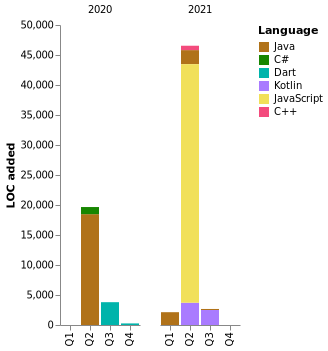 2020 2021
50,000
45,000
40,000
35,000
30,000
25,000
20,000
15,000
10,000
5,000
0
LOC added
Q1 Q2 Q3 Q4 Q1 Q2 Q3 Q4
Language
Java
C#
Dart
Kotlin
JavaScript
C++